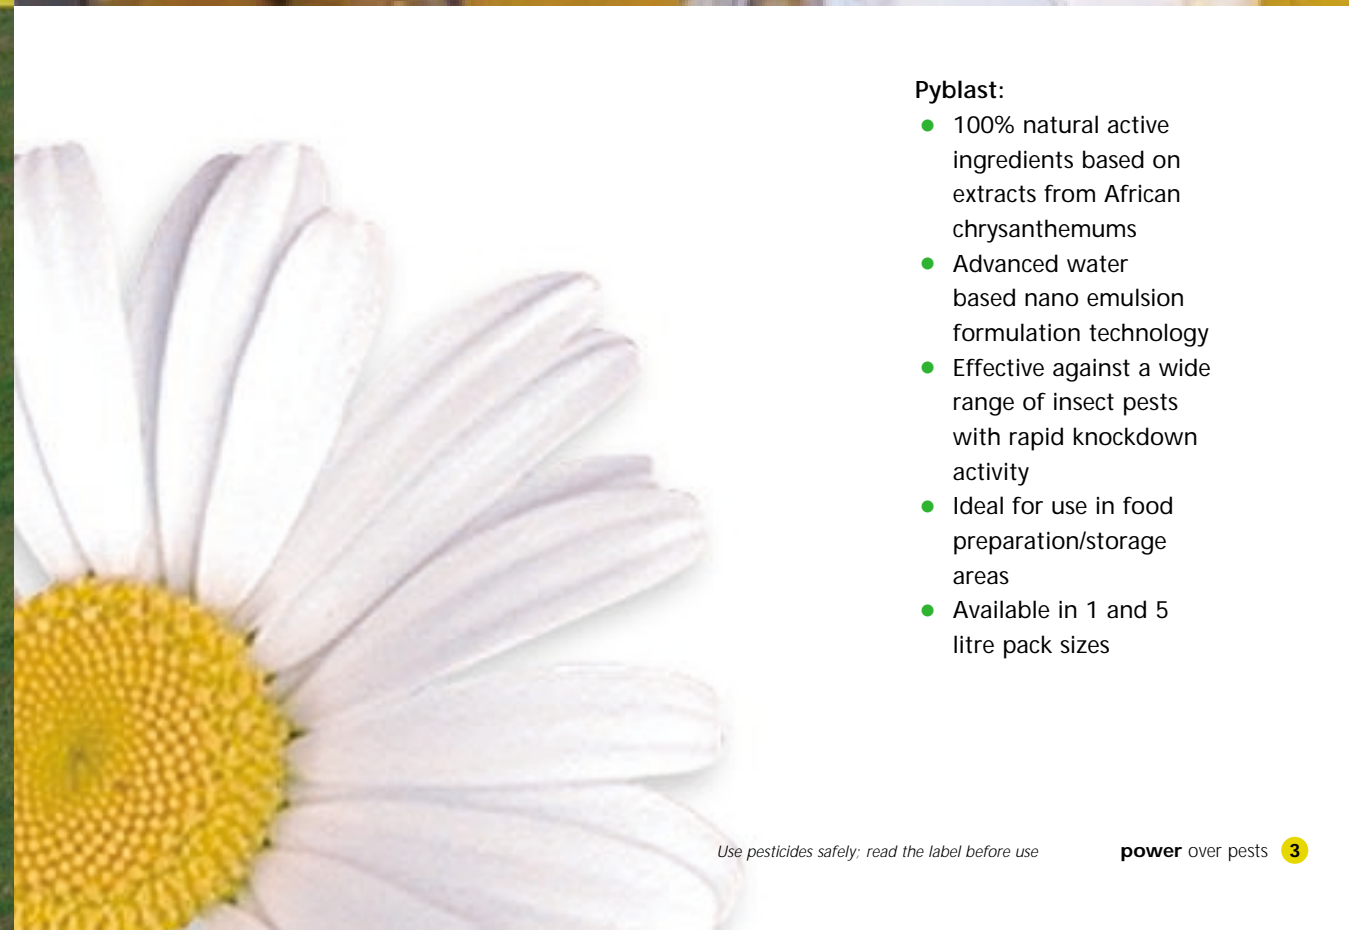 Pyblast:
● 100% natural active
ingredients based on
extracts from African
chrysanthemums
● Advanced water
based nano emulsion
formulation technology
● Effective against a wide
range of insect pests
with rapid knockdown
activity
● Ideal for use in food
preparation/storage
areas
● Available in 1 and 5
litre pack sizes
Use pesticides safely; read the label before use
power over pests 3